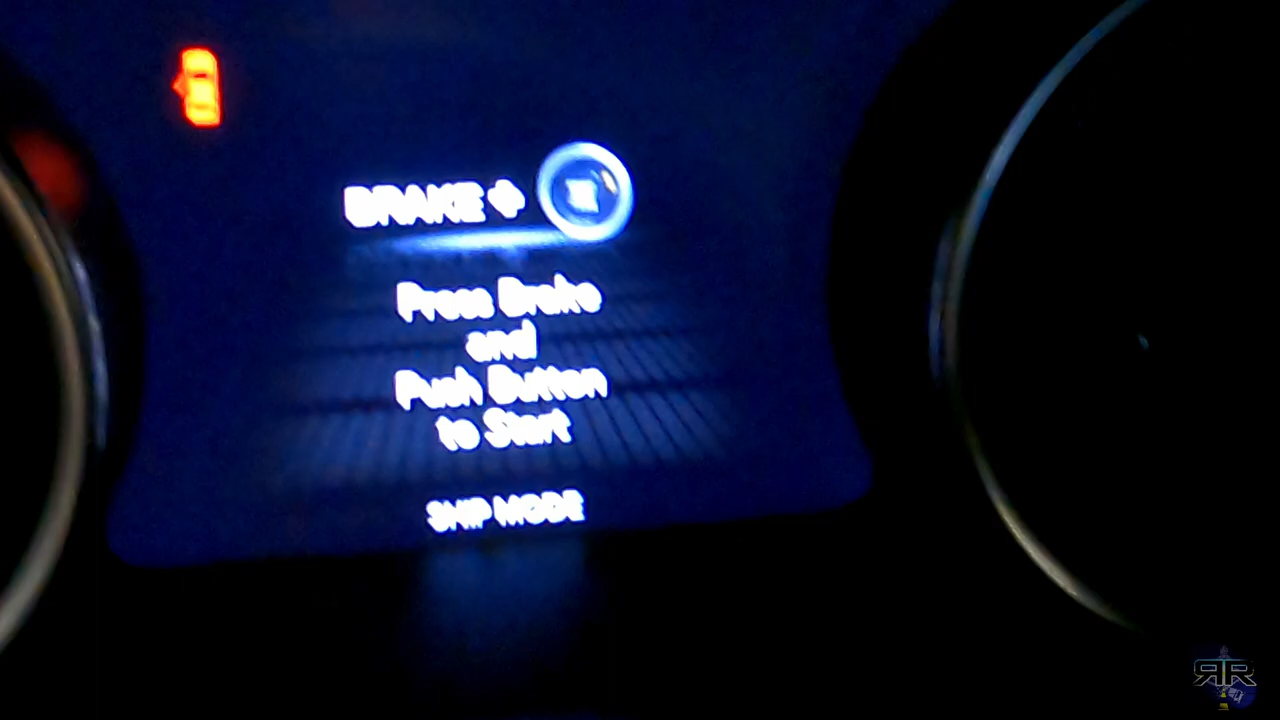 BRAKE +
Press Brake
and
Push Button
to Start
SHIP MODE